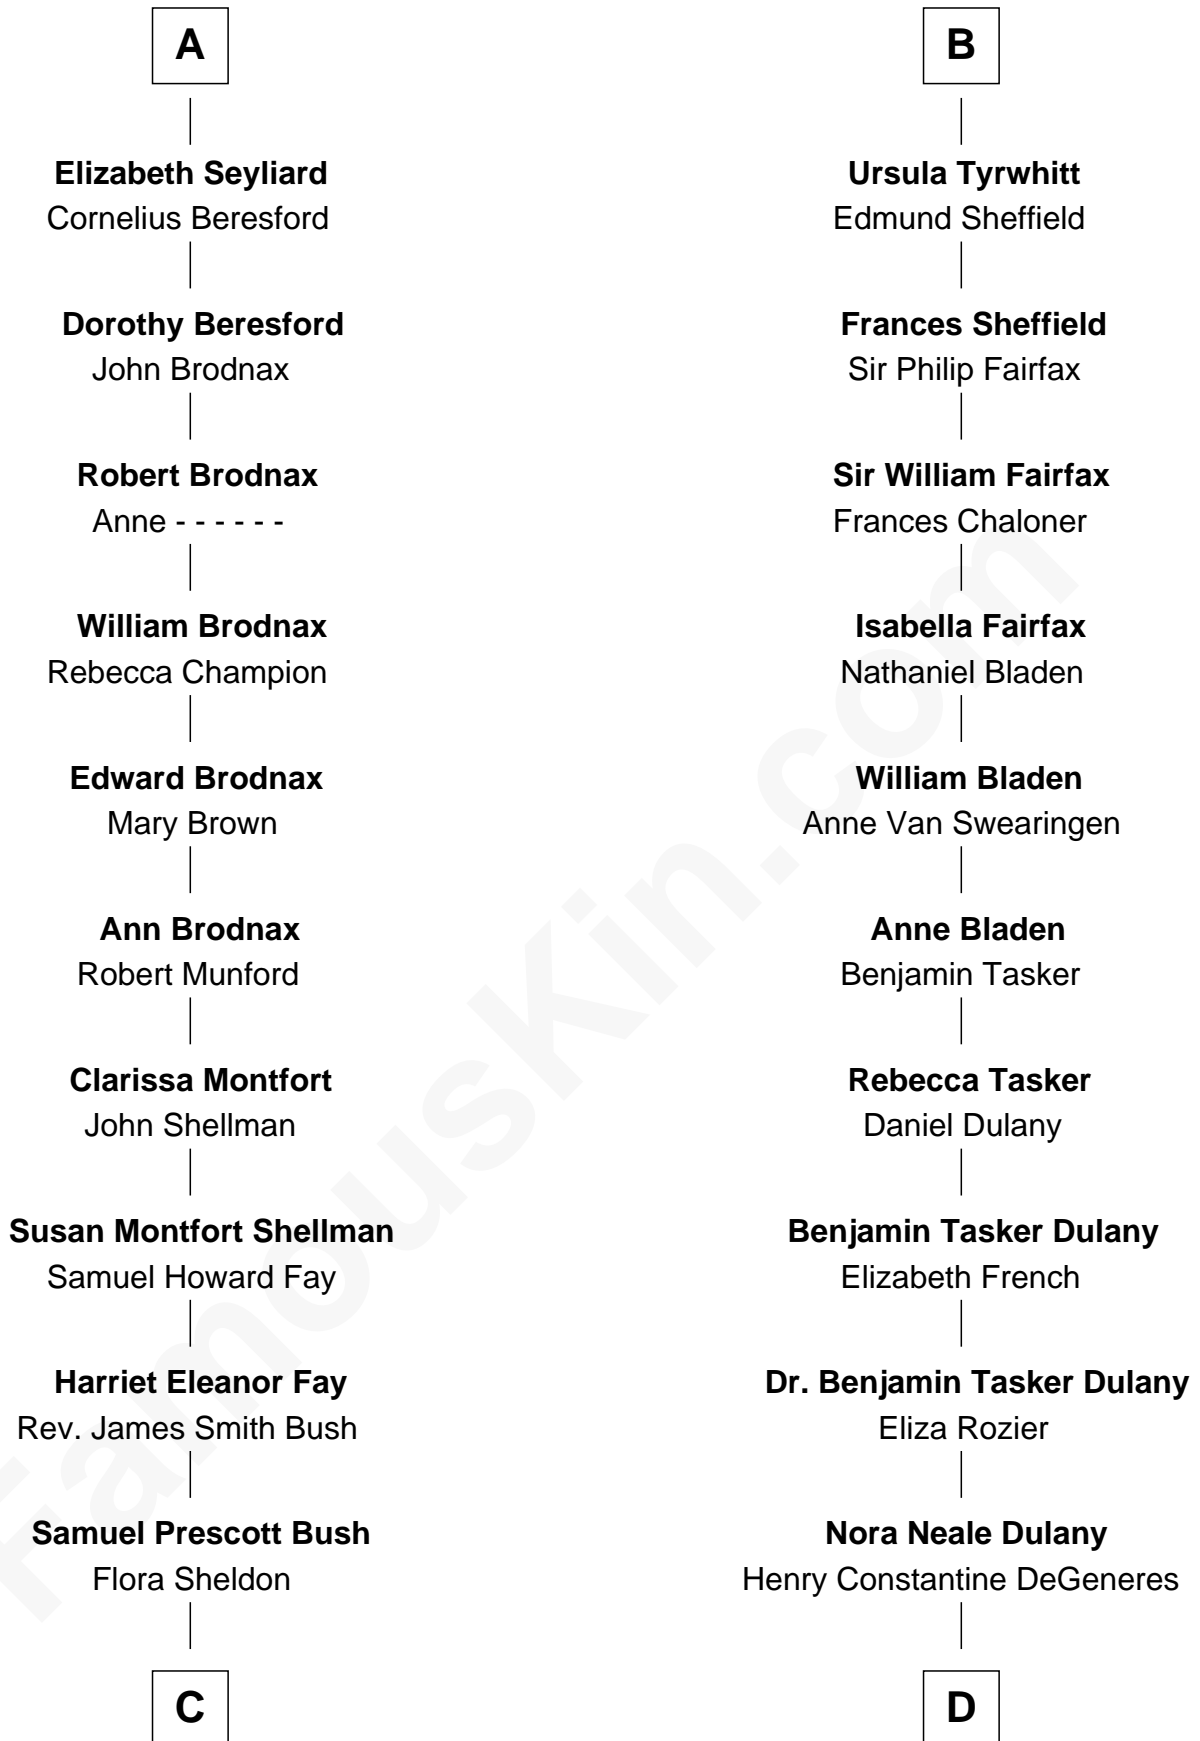 A
Elizabeth Seyliard
Cornelius Beresford
Dorothy Beresford
John Brodnax
Robert Brodnax
Anne - - - - - -
William Brodnax
Rebecca Champion
Edward Brodnax
Mary Brown
Ann Brodnax
Robert Munford
Clarissa Montfort
John Shellman
Susan Montfort Shellman
Samuel Howard Fay
Harriet Eleanor Fay
Rev. James Smith Bush
Samuel Prescott Bush
Flora Sheldon
C
B
Ursula Tyrwhitt
Edmund Sheffield
Frances Sheffield
Sir Philip Fairfax
Sir William Fairfax
Frances Chaloner
Isabella Fairfax
Nathaniel Bladen
William Bladen
Anne Van Swearingen
Anne Bladen
Benjamin Tasker
Rebecca Tasker
Daniel Dulany
Benjamin Tasker Dulany
Elizabeth French
Dr. Benjamin Tasker Dulany
Eliza Rozier
Nora Neale Dulany
Henry Constantine DeGeneres
D
FamousKin.com